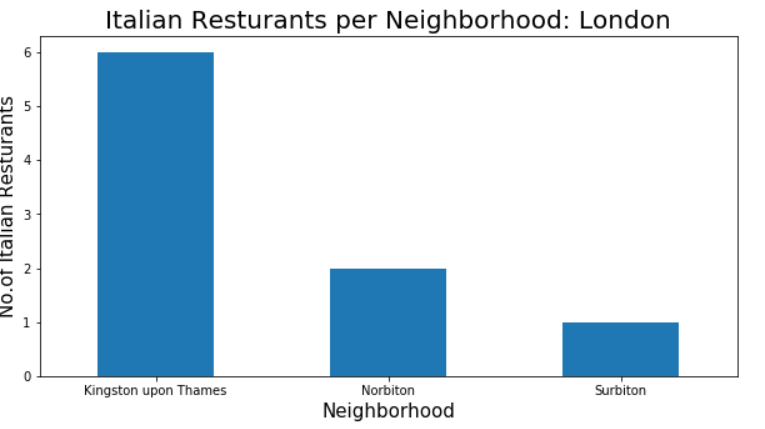 Italian Resturants per Neighborhood: London
No.of Italian Resturants
6
5
4
3
2
1
0
Kingston upon Thames
Norbiton
Surbiton
Neighborhood